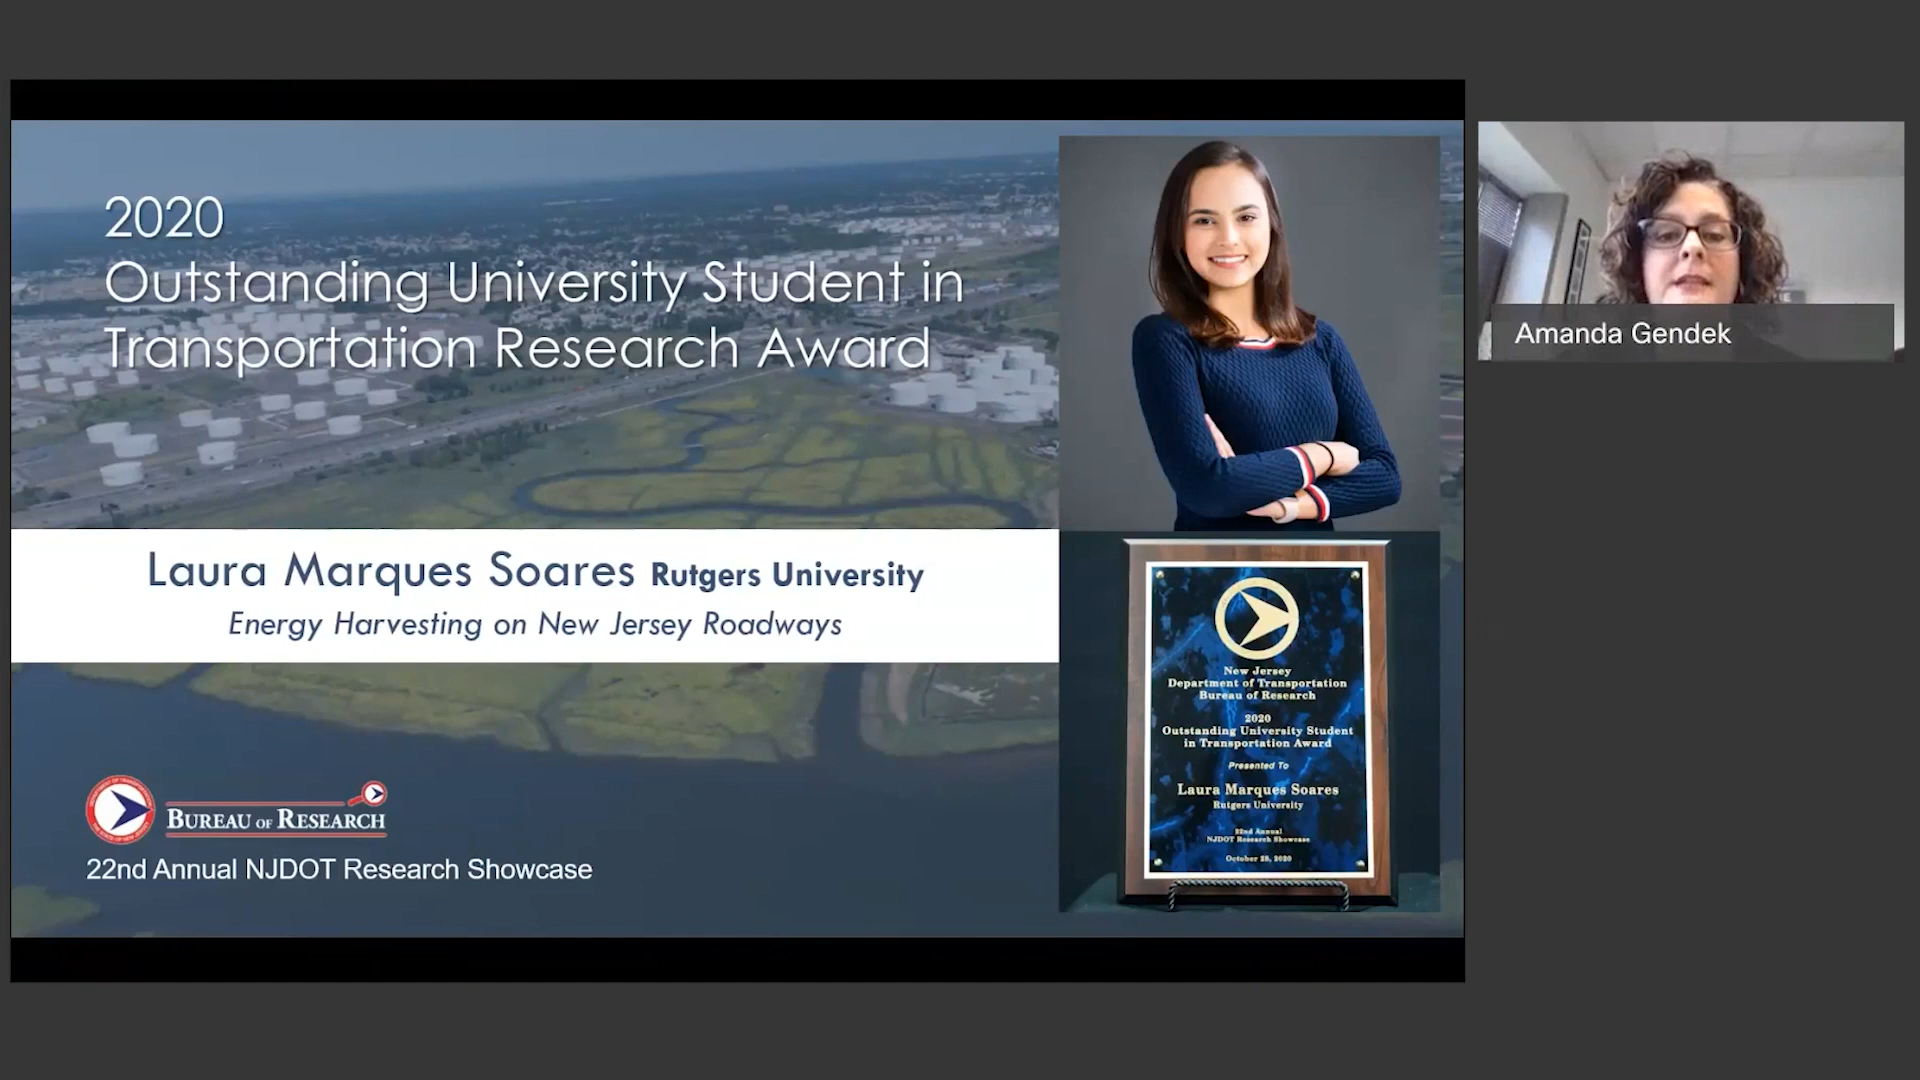 2020
Outstanding University Student in
Transportation Research Award
Laura Marques Soares Rutgers University
Energy Harvesting on New Jersey Roadways
BUREAU OF RESEARCH
22nd Annual NJDOT Research Showcase
New Jersey
Department of Transportation
Bureau of Research
2020
Outstanding University Student
in Transportation Award
Presented To
Laura Marques Soares
Rutgers University
22nd Annual
NJDOT Research Showcase
October 28, 2020
Amanda Gendek